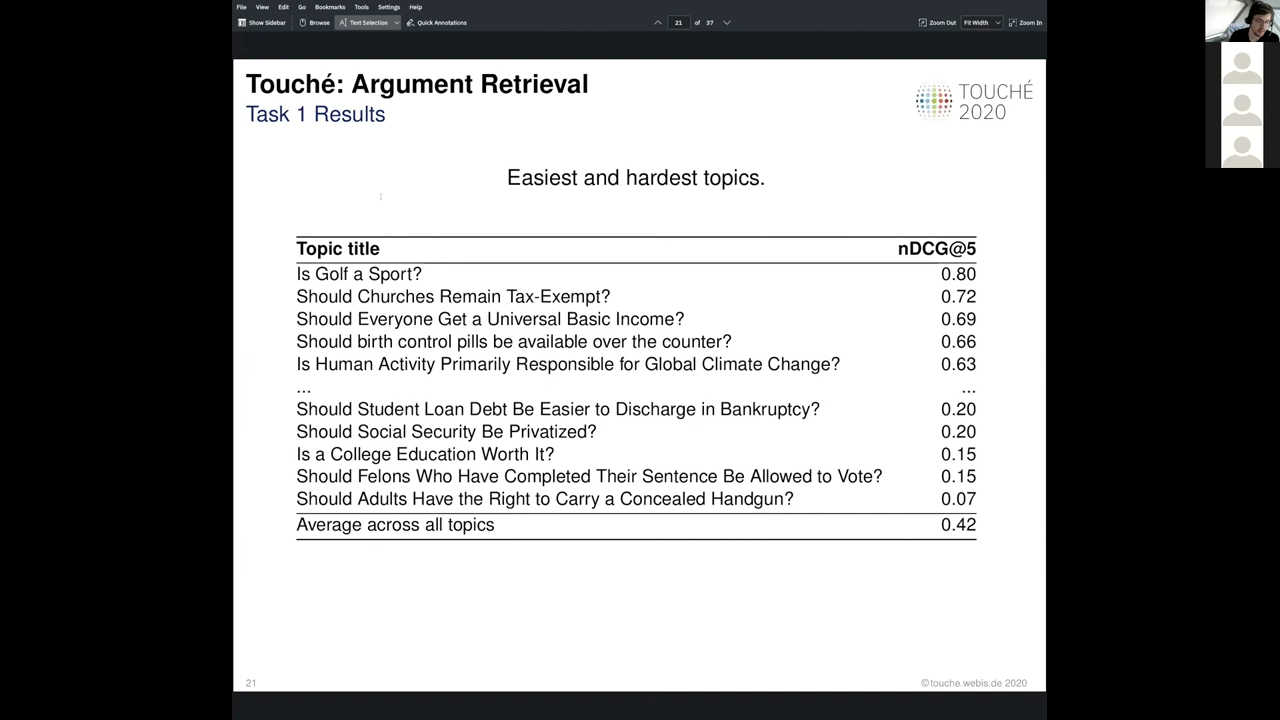 File View Edit Go Bookmarks Tools Settings Help
Show Sidebar Browse Text Selection Quick Annotations 21 of 37 Zoom Out Fit Width Zoom In
Touché: Argument Retrieval
Task 1 Results
TOUCHÉ
2020
Easiest and hardest topics.
Topic title nDCG@5
Is Golf a Sport? 0.80
Should Churches Remain Tax-Exempt? 0.72
Should Everyone Get a Universal Basic Income? 0.69
Should birth control pills be available over the counter? 0.66
Is Human Activity Primarily Responsible for Global Climate Change? 0.63
... ...
Should Student Loan Debt Be Easier to Discharge in Bankruptcy? 0.20
Should Social Security Be Privatized? 0.20
Is a College Education Worth It? 0.15
Should Felons Who Have Completed Their Sentence Be Allowed to Vote? 0.15
Should Adults Have the Right to Carry a Concealed Handgun? 0.07
Average across all topics 0.42
21 ©touche.webis.de 2020